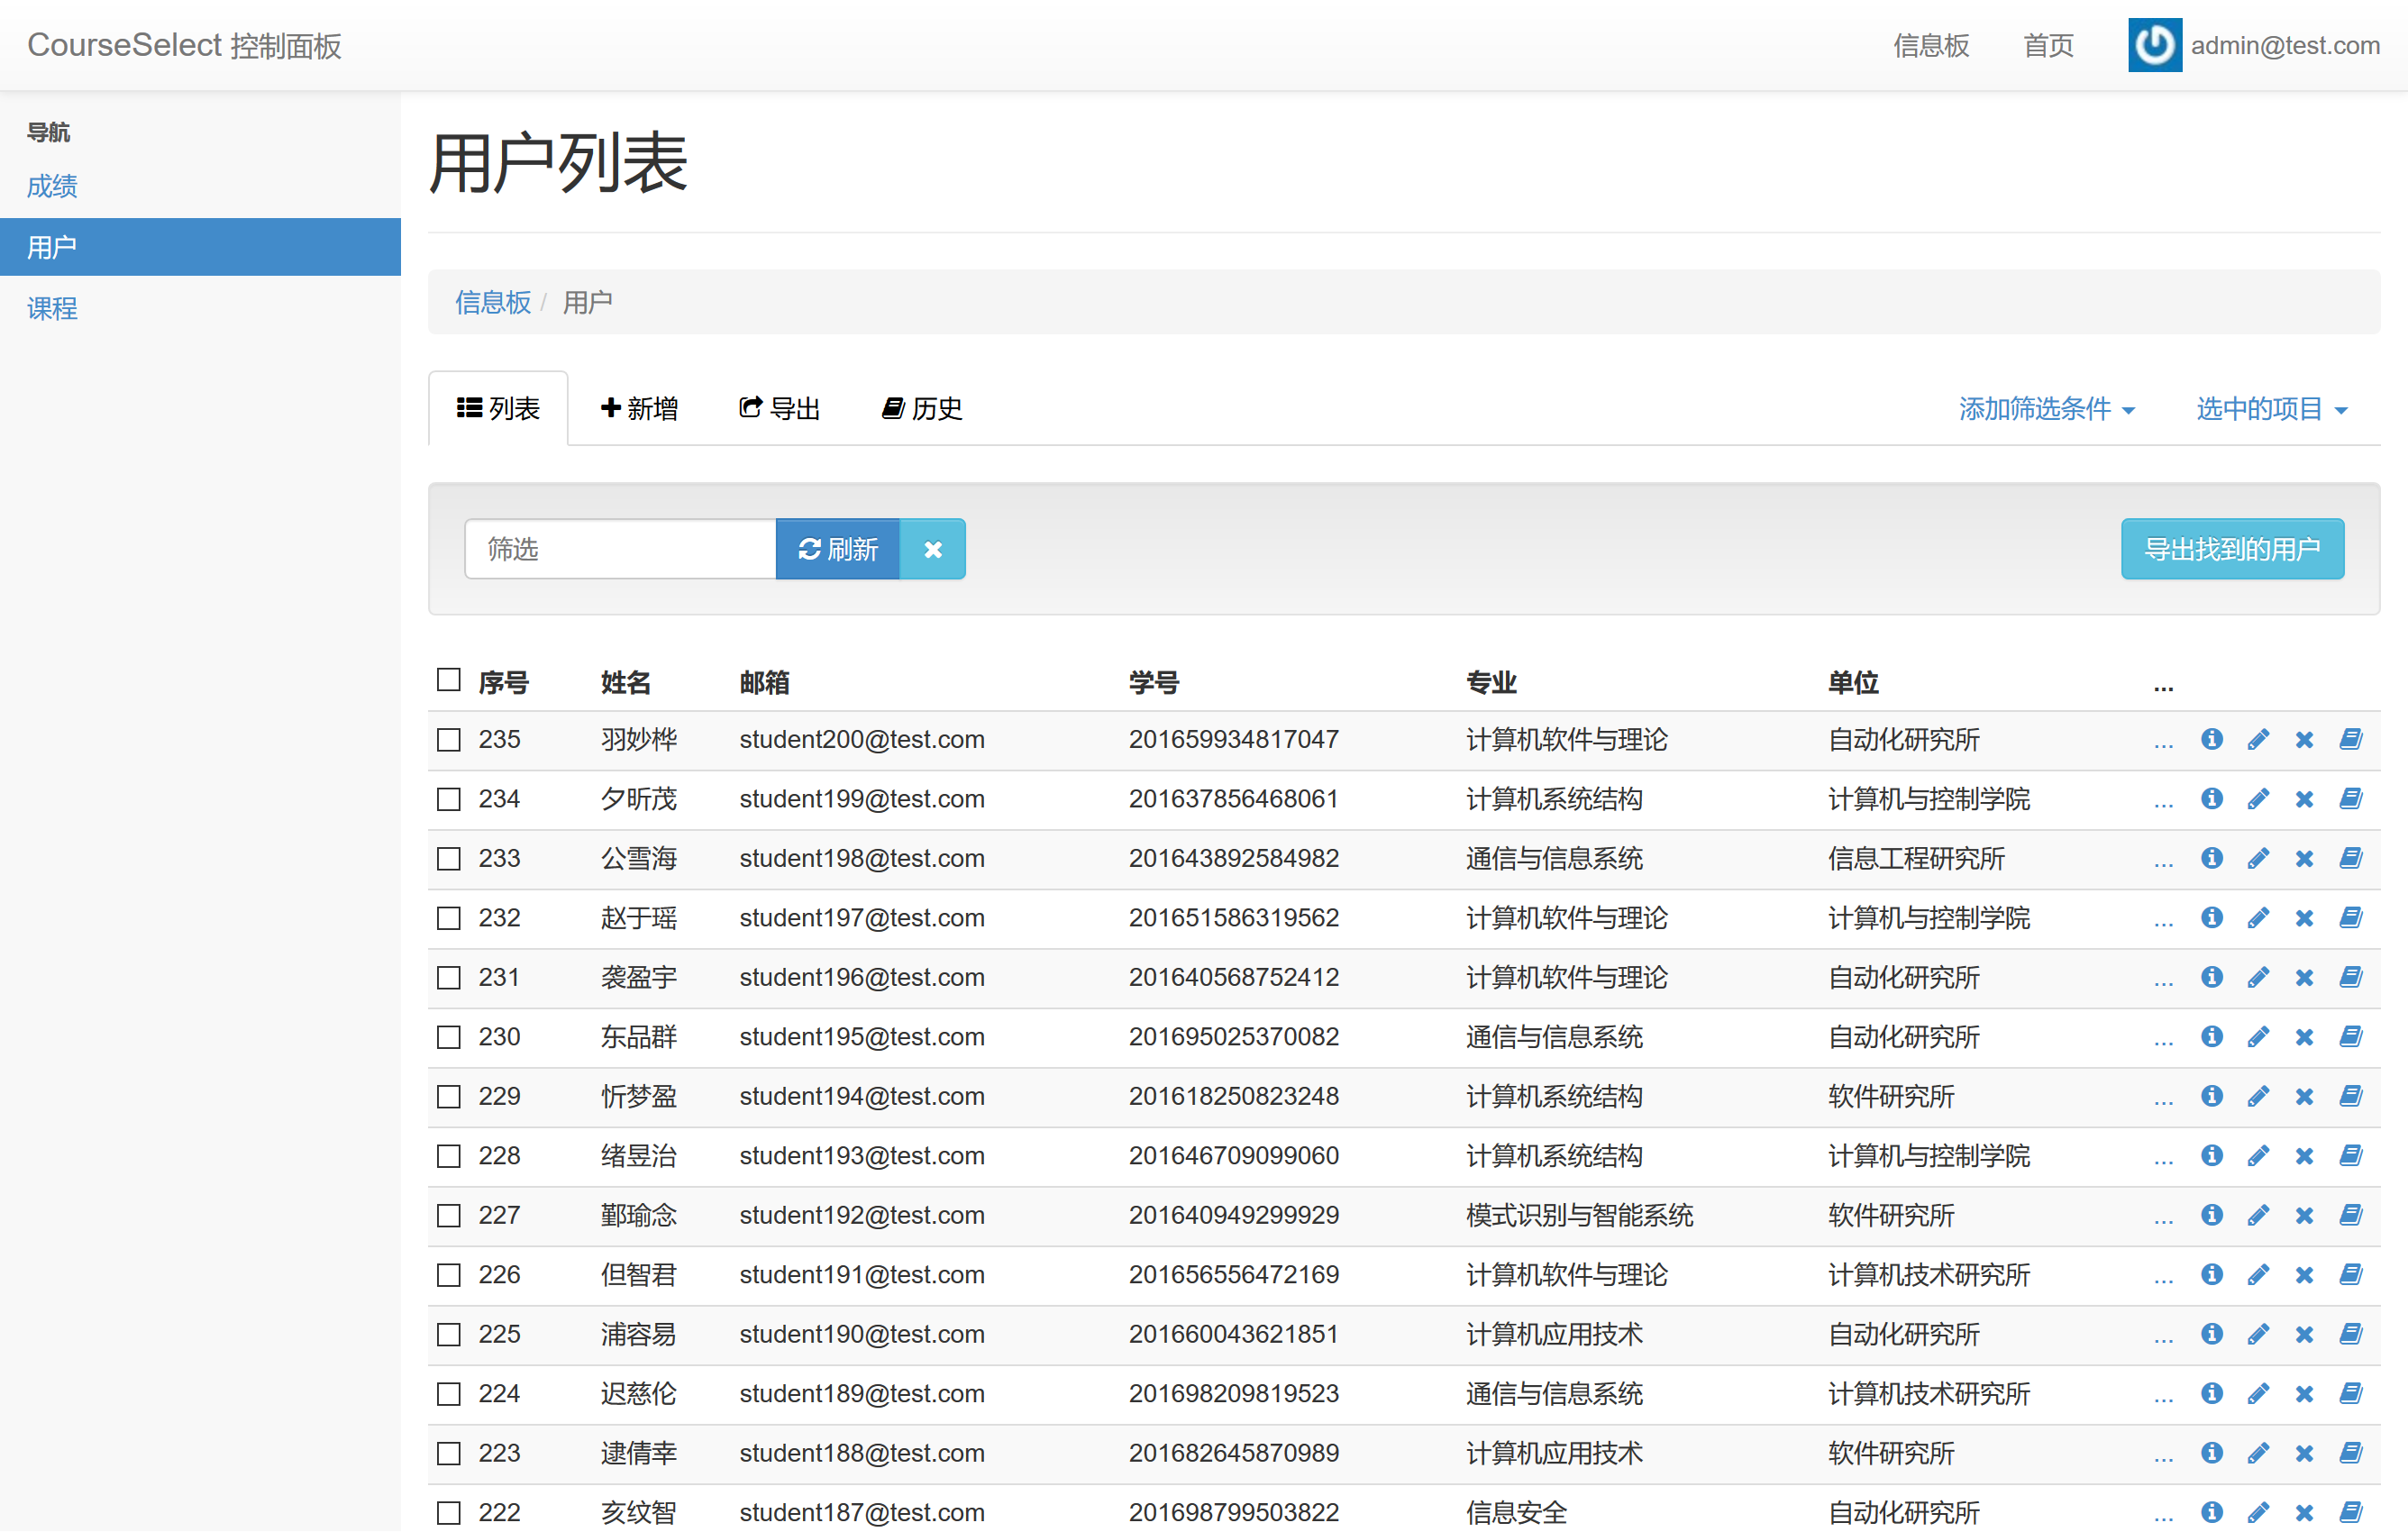 CourseSelect 控制面板 信息板 首页 admin@test.com
导航
成绩
用户
课程
用户列表
信息板 / 用户
列表 新增 导出 历史 添加筛选条件 选中的项目
筛选 刷新 导出找到的用户
序号 姓名 邮箱 学号 专业 单位 ...
235 羽妙桦 student200@test.com 201659934817047 计算机软件与理论 自动化研究所 ...
234 夕昕茂 student199@test.com 201637856468061 计算机系统结构 计算机与控制学院 ...
233 公雪海 student198@test.com 201643892584982 通信与信息系统 信息工程研究所 ...
232 赵于瑶 student197@test.com 201651586319562 计算机软件与理论 计算机与控制学院 ...
231 袭盈宇 student196@test.com 201640568752412 计算机软件与理论 自动化研究所 ...
230 东品群 student195@test.com 201695025370082 通信与信息系统 自动化研究所 ...
229 忻梦盈 student194@test.com 201618250823248 计算机系统结构 软件研究所 ...
228 绪昱治 student193@test.com 201646709099060 计算机系统结构 计算机与控制学院 ...
227 鄞瑜念 student192@test.com 201640949299929 模式识别与智能系统 软件研究所 ...
226 但智君 student191@test.com 201656556472169 计算机软件与理论 计算机技术研究所 ...
225 浦容易 student190@test.com 201660043621851 计算机应用技术 自动化研究所 ...
224 迟慈伦 student189@test.com 201698209819523 通信与信息系统 计算机技术研究所 ...
223 逮倩幸 student188@test.com 201682645870989 计算机应用技术 软件研究所 ...
222 亥纹智 student187@test.com 201698799503822 信息安全 自动化研究所 ...